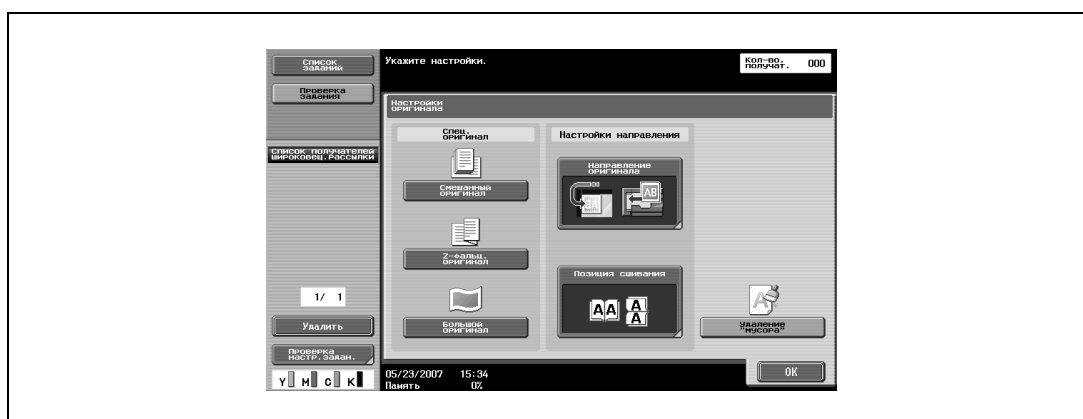 Список
заданий
Проверка
задания
Список получателей
широковещ.рассылки
1/ 1
Удалить
Проверка
настр.задан.
Y M C K
Укажите настройки.
Кол-во.
получат. 000
Настройки
оригинала
Спец.
оригинал
Смешанный
оригинал
Z-фальц.
оригинал
Большой
оригинал
Настройки направления
Направление
оригинала
AB AB
Позиция сшивания
A A A
A
A
Удаление
"мусора"
05/23/2007 15:34
Память 0%
OK